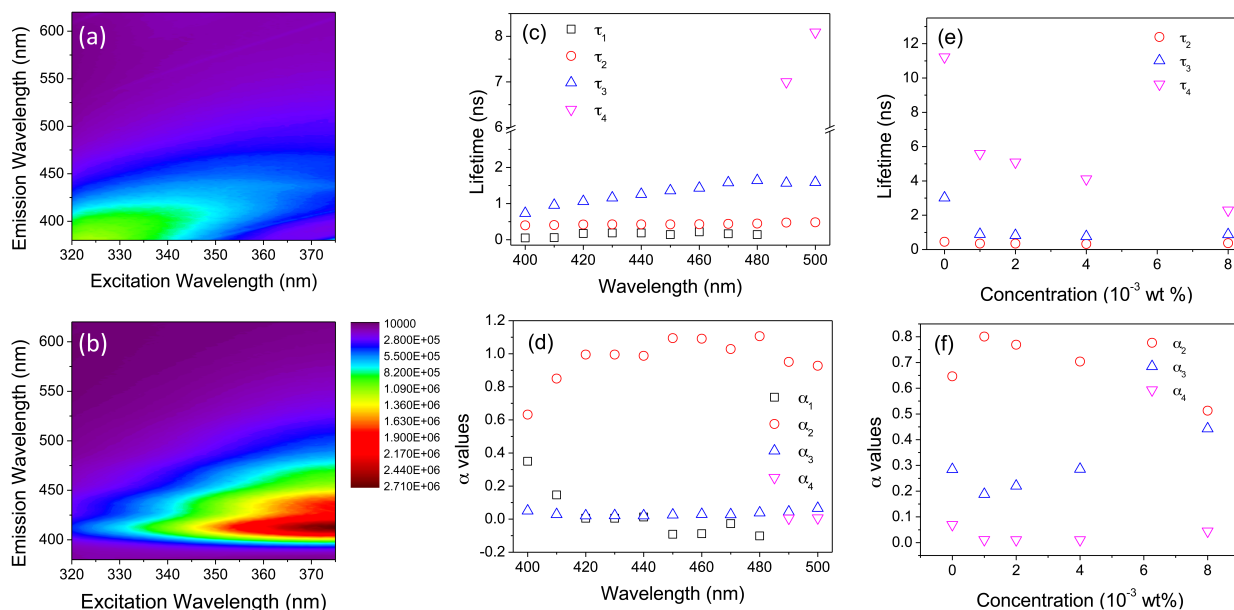 (a)
Emission Wavelength (nm)
600
550
500
450
400
320 330 340 350 360 370
Excitation Wavelength (nm)
(b)
Emission Wavelength (nm)
600
550
500
450
400
320 330 340 350 360 370
Excitation Wavelength (nm)
10000
2.800E+05
5.500E+05
8.200E+05
1.090E+06
1.360E+06
1.630E+06
1.900E+06
2.170E+06
2.440E+06
2.710E+06
(c)
τ1
τ2
τ3
τ4
Lifetime (ns)
8
7
6
2
1
0
400 420 440 460 480 500
Wavelength (nm)
(d)
α1
α2
α3
α4
α values
1.2
1.0
0.8
0.6
0.4
0.2
0.0
-0.2
400 420 440 460 480 500
Wavelength (nm)
(e)
τ2
τ3
τ4
Lifetime (ns)
12
10
8
6
4
2
0
0 2 4 6 8
Concentration (10-3 wt %)
(f)
α2
α3
α4
α values
0.8
0.7
0.6
0.5
0.4
0.3
0.2
0.1
0.0
0 2 4 6 8
Concentration (10-3 wt%)